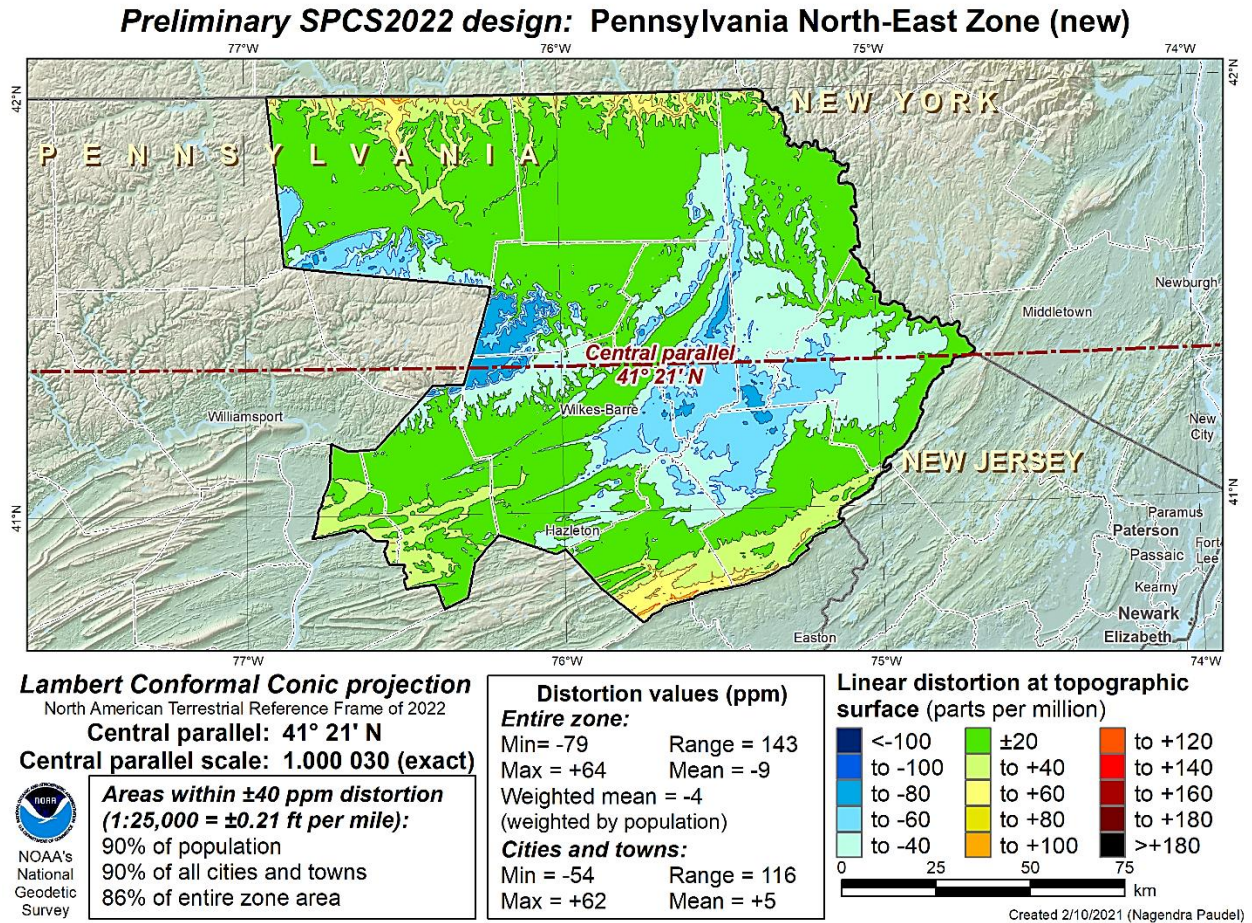 Preliminary SPCS2022 design: Pennsylvania North-East Zone (new)
77°W
76°W
75°W
74°W
42°N
42°N
NEW YORK
PENNSYLVANIA
Newburgh
Middletown
Central parallel
41° 21' N
Williamsport
Wilkes-Barre
New
City
NEW JERSEY
41°N
41°N
Hazleton
Paramus
Paterson
Fort
Lee
Passaic
Kearny
Newark
Elizabeth
Easton
77°W
76°W
75°W
74°W
Lambert Conformal Conic projection
North American Terrestrial Reference Frame of 2022
Central parallel: 41° 21' N
Central parallel scale: 1.000 030 (exact)
NOAA
NOAA's
National
Geodetic
Survey
Areas within ±40 ppm distortion
(1:25,000 = ±0.21 ft per mile):
90% of population
90% of all cities and towns
86% of entire zone area
Distortion values (ppm)
Entire zone:
Min= -79 Range = 143
Max = +64 Mean = -9
Weighted mean = -4
(weighted by population)
Cities and towns:
Min = -54 Range = 116
Max = +62 Mean = +5
Linear distortion at topographic
surface (parts per million)
<-100 ±20 to +120
to -100 to +40 to +140
to -80 to +60 to +160
to -60 to +80 to +180
to -40 to +100 >+180
0 25 50 75
km
Created 2/10/2021 (Nagendra Paudel)